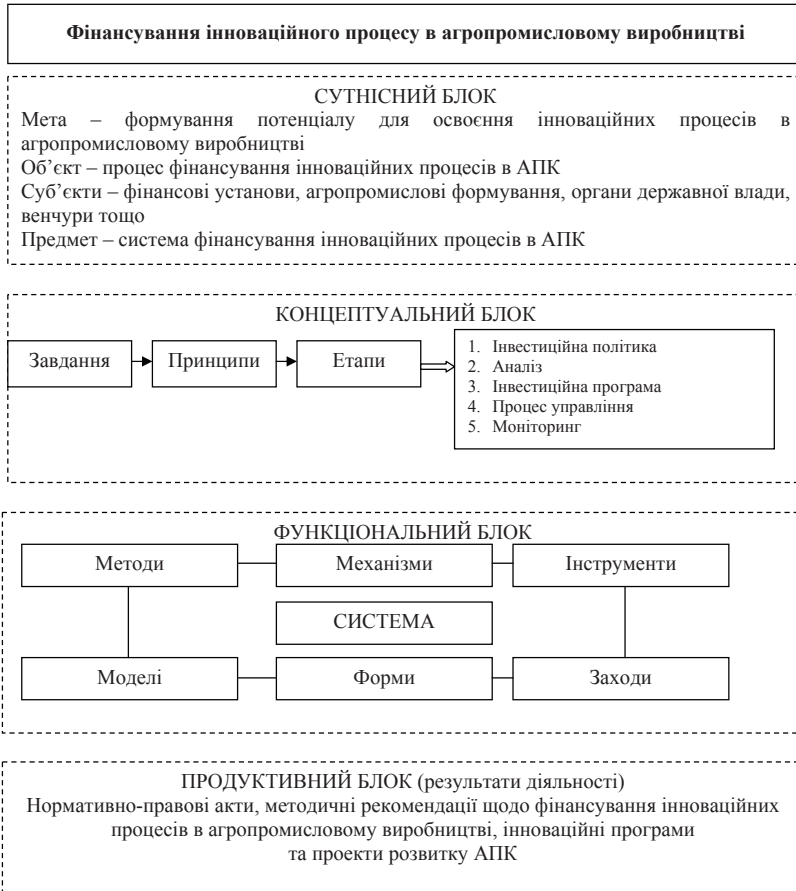 Фінансування інноваційного процесу в агропромисловому виробництві
СУТНІСНИЙ БЛОК
Мета – формування потенціалу для освоєння інноваційних процесів в
агропромисловому виробництві
Об’єкт – процес фінансування інноваційних процесів в АПК
Суб’єкти – фінансові установи, агропромислові формування, органи державної влади,
венчури тощо
Предмет – система фінансування інноваційних процесів в АПК
КОНЦЕПТУАЛЬНИЙ БЛОК
Завдання
Принципи
Етапи
1. Інвестиційна політика
2. Аналіз
3. Інвестиційна програма
4. Процес управління
5. Моніторинг
ФУНКЦІОНАЛЬНИЙ БЛОК
Методи
Механізми
Інструменти
СИСТЕМА
Моделі
Форми
Заходи
ПРОДУКТИВНИЙ БЛОК (результати діяльності)
Нормативно-правові акти, методичні рекомендації щодо фінансування інноваційних
процесів в агропромисловому виробництві, інноваційні програми
та проекти розвитку АПК